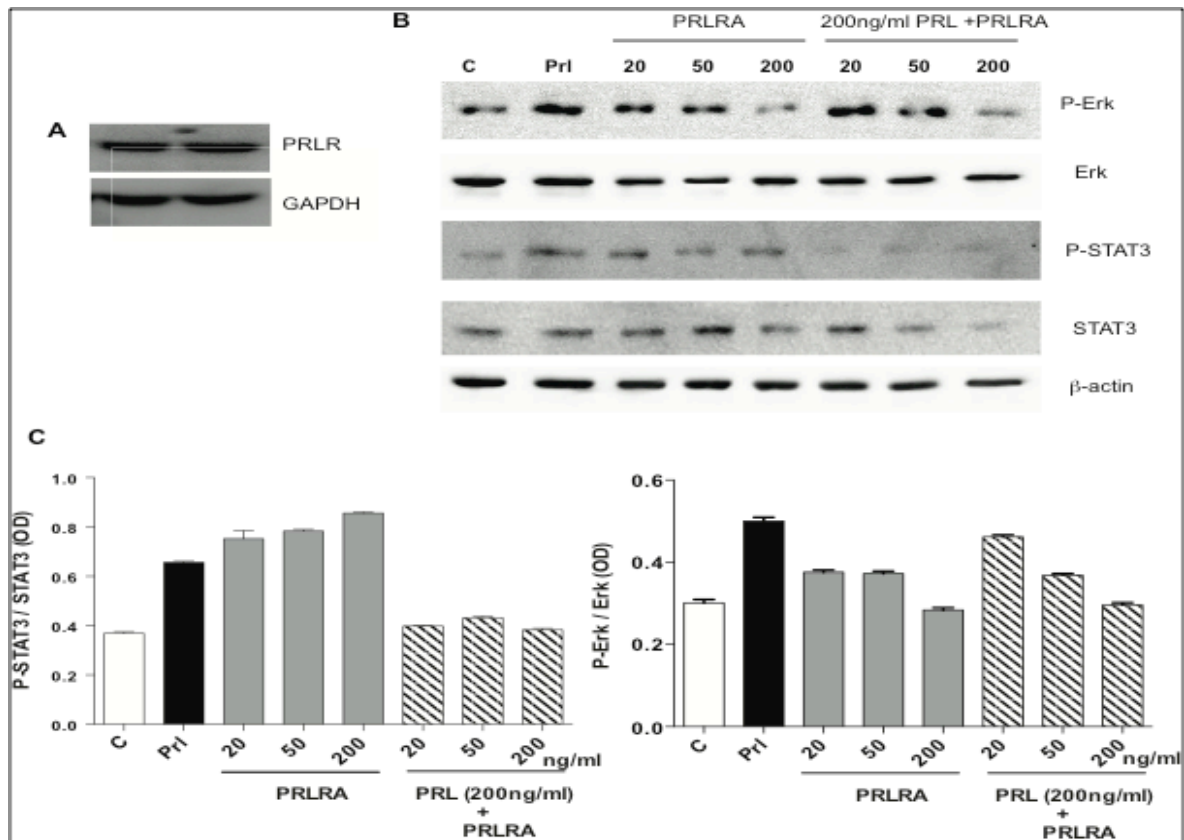 B
PRLRA
200ng/ml PRL +PRLRA
C Prl 20 50 200 20 50 200
P-Erk
A
PRLR
Erk
GAPDH
P-STAT3
STAT3
β-actin
C
P-STAT3 / STAT3 (OD)
1.0
0.8
0.6
0.4
0.2
0.0
C Prl 20 50 200 20 50 200 ng/ml
PRLRA
PRL (200ng/ml)
+
PRLRA
P-Erk / Erk (OD)
0.6
0.4
0.2
0.0
C Prl 20 50 200 20 50 200 ng/ml
PRLRA
PRL (200ng/ml)
+
PRLRA